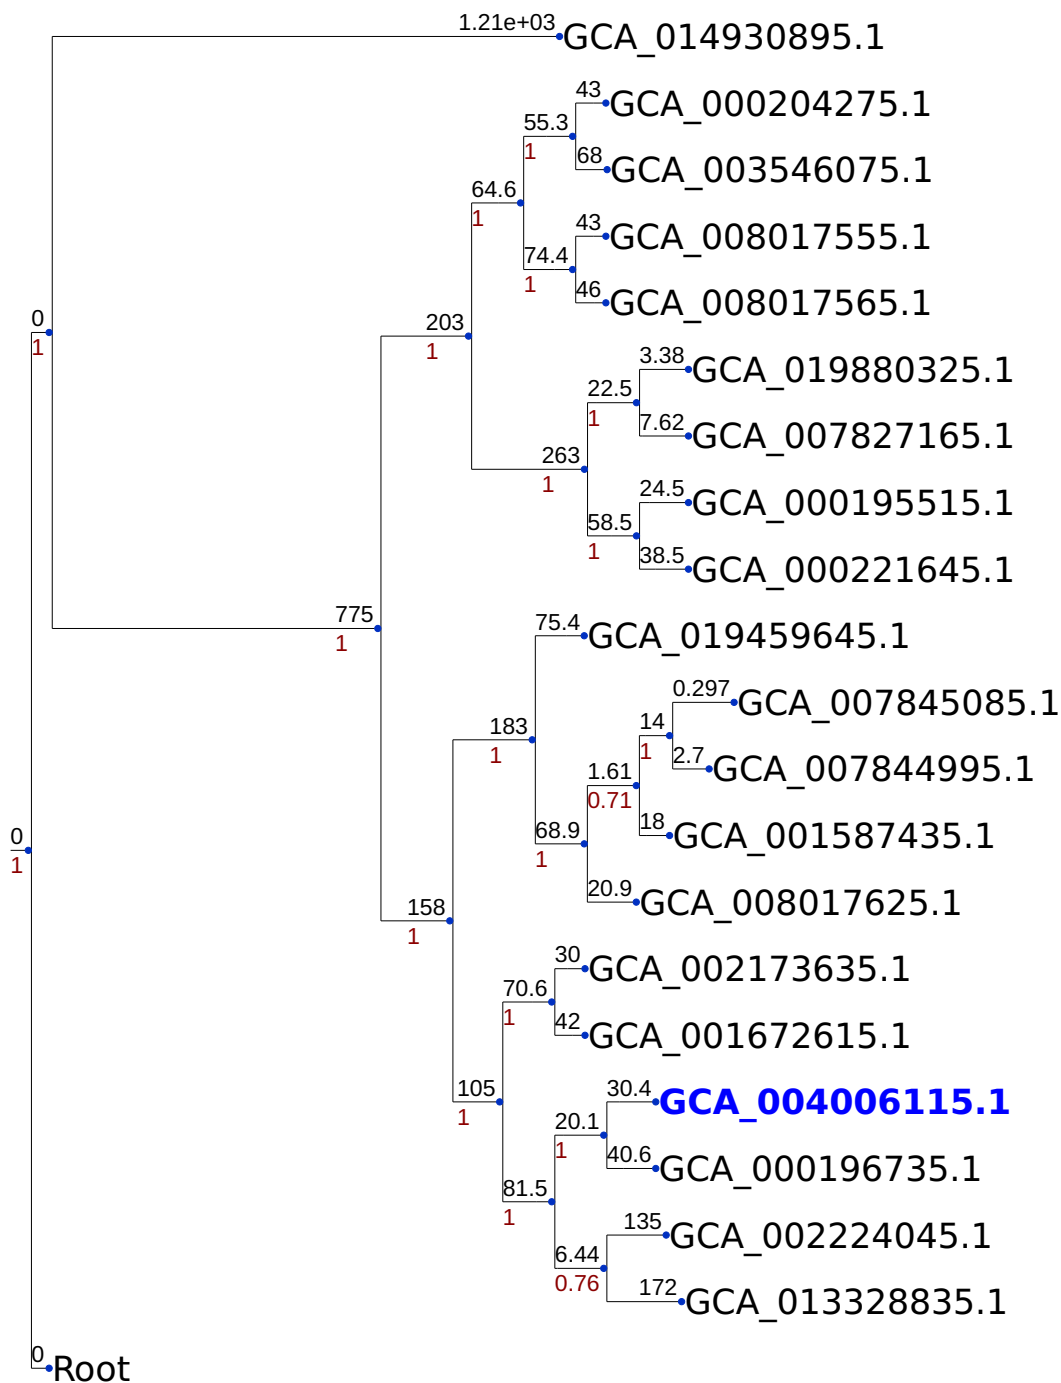 1.21e+03 GCA_014930895.1
43 GCA_000204275.1
55.3
1
68 GCA_003546075.1
64.6
1
43 GCA_008017555.1
74.4
1
46 GCA_008017565.1
0
1
203
1
3.38 GCA_019880325.1
22.5
1
7.62 GCA_007827165.1
263
1
24.5 GCA_000195515.1
58.5
1
38.5 GCA_000221645.1
775
1
75.4 GCA_019459645.1
0.297 GCA_007845085.1
183
1
14
1
2.7 GCA_007844995.1
1.61
0.71
18 GCA_001587435.1
68.9
1
0
1
20.9 GCA_008017625.1
158
1
30 GCA_002173635.1
70.6
1
42 GCA_001672615.1
105
1
30.4 GCA_004006115.1
20.1
1
40.6 GCA_000196735.1
81.5
1
135 GCA_002224045.1
6.44
0.76
172 GCA_013328835.1
0 Root